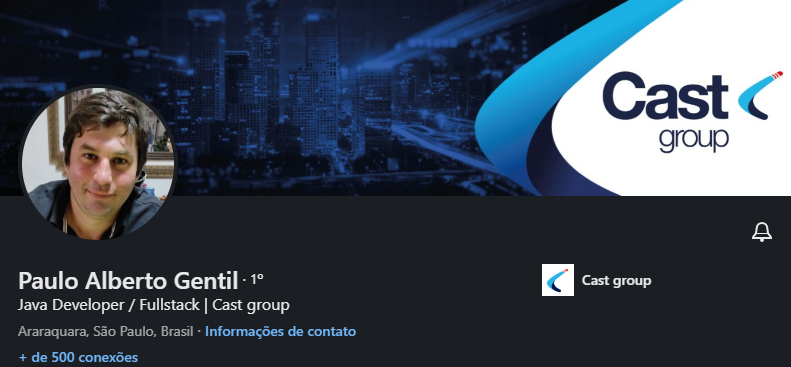 Cast
group
Paulo Alberto Gentil · 1º
Cast group
Java Developer / Fullstack | Cast group
Araraquara, São Paulo, Brasil · Informações de contato
+ de 500 conexões